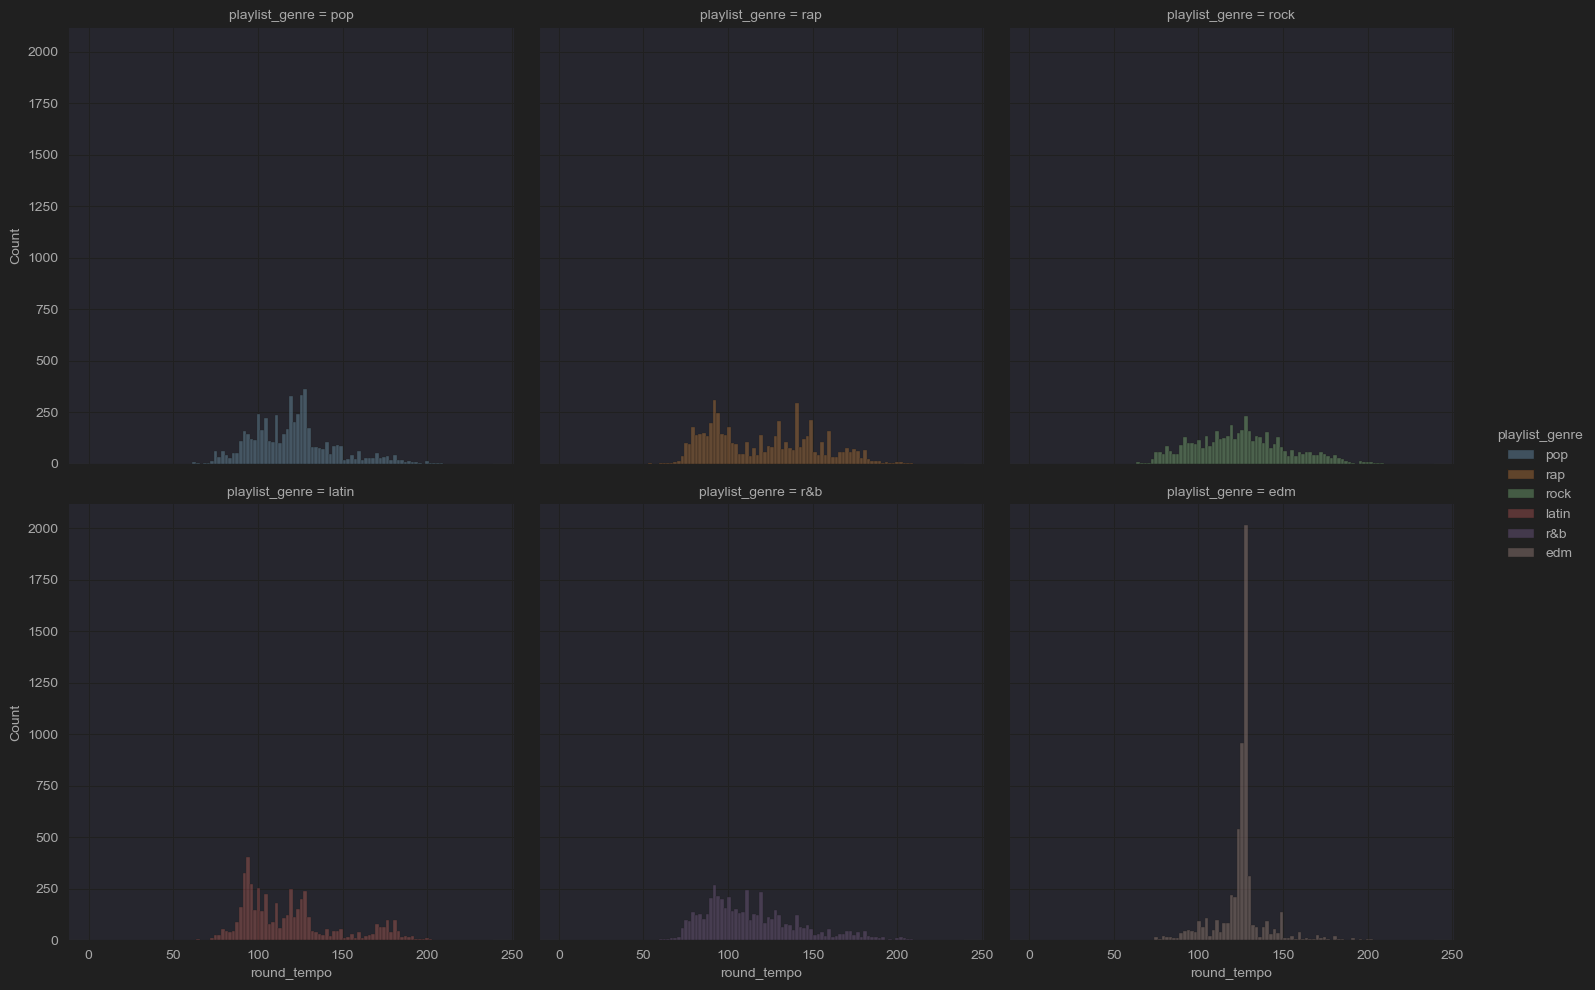 playlist_genre = pop
playlist_genre = rap
playlist_genre = rock
2000
1750
1500
1250
1000
750
500
250
0
Count
0 50 100 150 200 250
0 50 100 150 200 250
0 50 100 150 200 250
playlist_genre = latin
playlist_genre = r&b
playlist_genre = edm
2000
1750
1500
1250
1000
750
500
250
0
Count
round_tempo
round_tempo
round_tempo
playlist_genre
pop
rap
rock
latin
r&b
edm